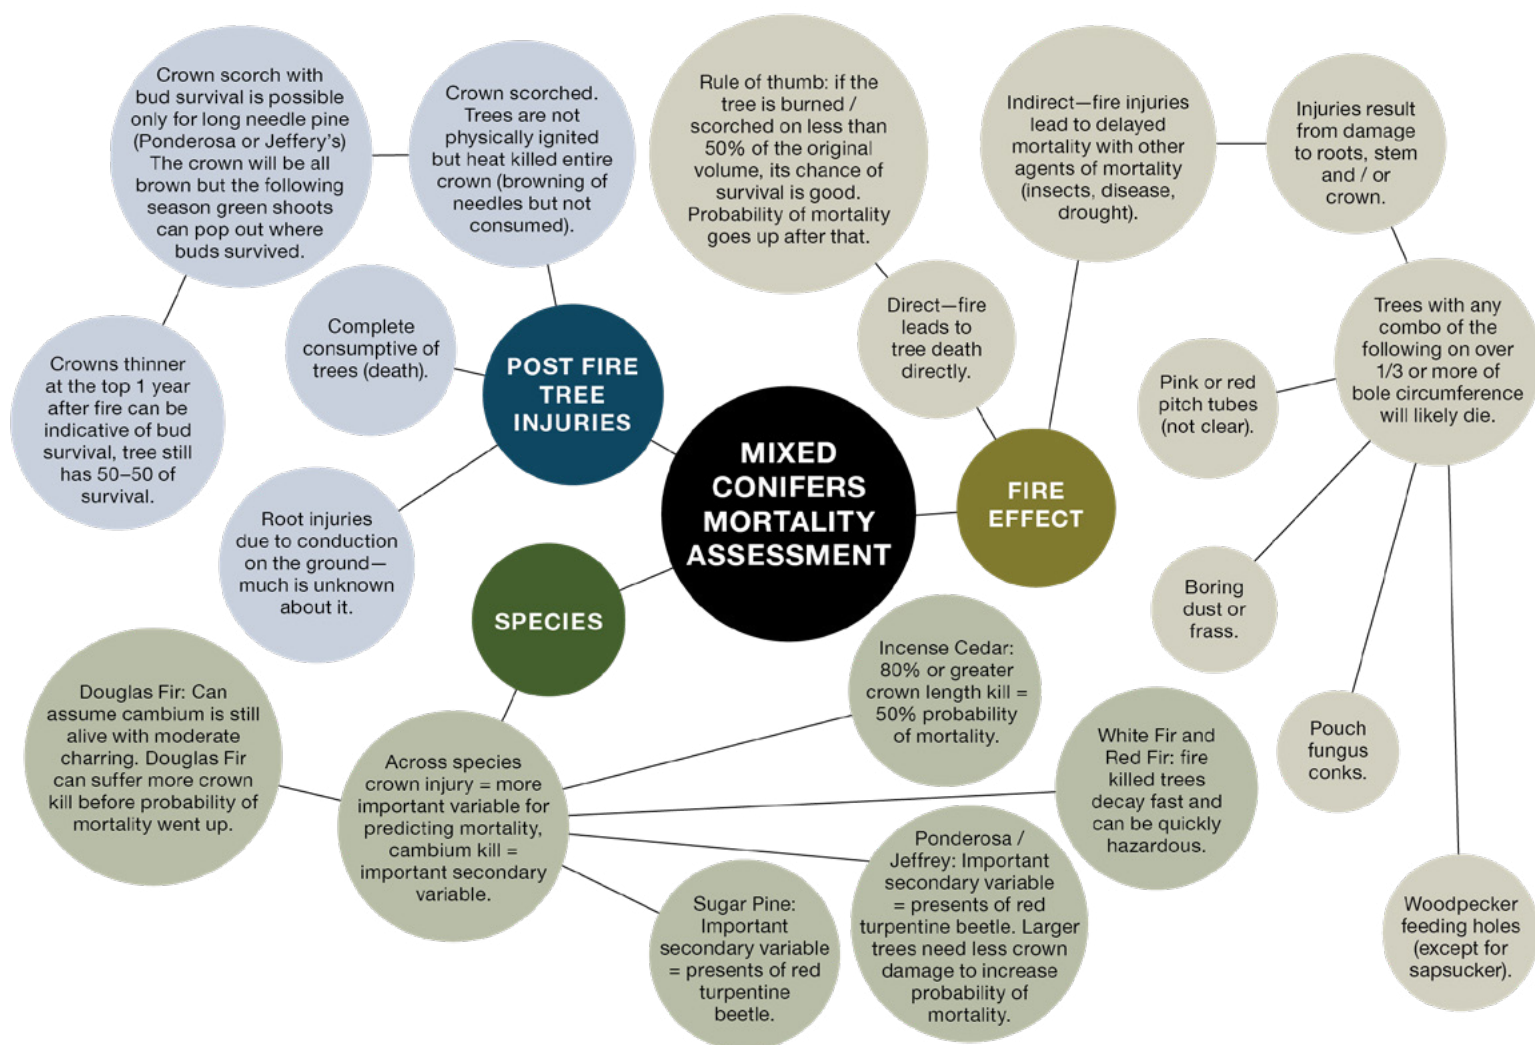 Crown scorch with
bud survival is possible
only for long needle pine
(Ponderosa or Jeffery's)
The crown will be all
brown but the following
season green shoots
can pop out where
buds survived.
Crown scorched.
Trees are not
physically ignited
but heat killed entire
crown (browning of
needles but not
consumed).
Rule of thumb: if the
tree is burned /
scorched on less than
50% of the original
volume, its chance of
survival is good.
Probability of mortality
goes up after that.
Indirect—fire injuries
lead to delayed
mortality with other
agents of mortality
(insects, disease,
drought).
Injuries result
from damage
to roots, stem
and / or
crown.
Crowns thinner
at the top 1 year
after fire can be
indicative of bud
survival, tree still
has 50–50 of
survival.
Complete
consumptive of
trees (death).
POST FIRE
TREE
INJURIES
Direct—fire
leads to
tree death
directly.
Trees with any
combo of the
following on over
1/3 or more of
bole circumference
will likely die.
Pink or red
pitch tubes
(not clear).
MIXED
CONIFERS
MORTALITY
ASSESSMENT
FIRE
EFFECT
Root injuries
due to conduction
on the ground—
much is unknown
about it.
SPECIES
Boring
dust or
frass.
Incense Cedar:
80% or greater
crown length kill =
50% probability
of mortality.
Douglas Fir: Can
assume cambium is still
alive with moderate
charring. Douglas Fir
can suffer more crown
kill before probability of
mortality went up.
Across species
crown injury = more
important variable for
predicting mortality,
cambium kill =
important secondary
variable.
White Fir and
Red Fir: fire
killed trees
decay fast and
can be quickly
hazardous.
Pouch
fungus
conks.
Sugar Pine:
Important
secondary variable
= presents of red
turpentine
beetle.
Ponderosa /
Jeffrey: Important
secondary variable
= presents of red
turpentine beetle. Larger
trees need less crown
damage to increase
probability of
mortality.
Woodpecker
feeding holes
(except for
sapsucker).